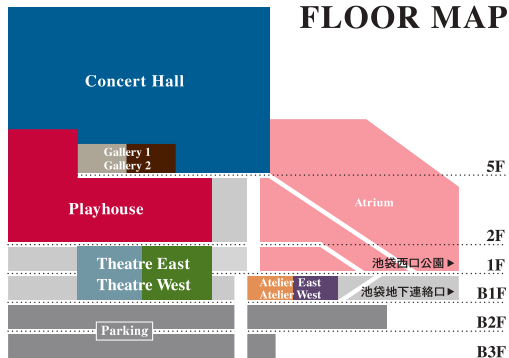 FLOOR MAP
Concert Hall
Gallery 1
Gallery 2
5F
Playhouse
Atrium
2F
Theatre East
Theatre West
池袋西口公園▶
1F
Atelier East
Atelier West
池袋地下連絡口▶
B1F
Parking
B2F
B3F